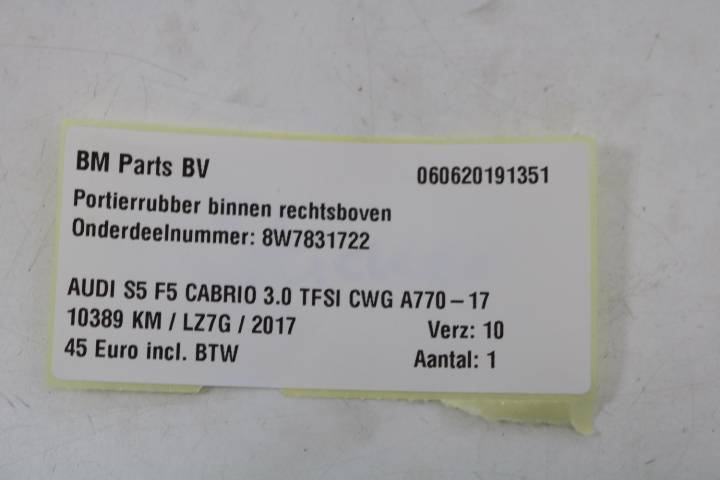 BM Parts BV 060620191351
Portierrubber binnen rechtsboven
Onderdeelnummer: 8W7831722
AUDI S5 F5 CABRIO 3.0 TFSI CWG A770-17
10389 KM / LZ7G / 2017 Verz: 10
45 Euro incl. BTW Aantal: 1